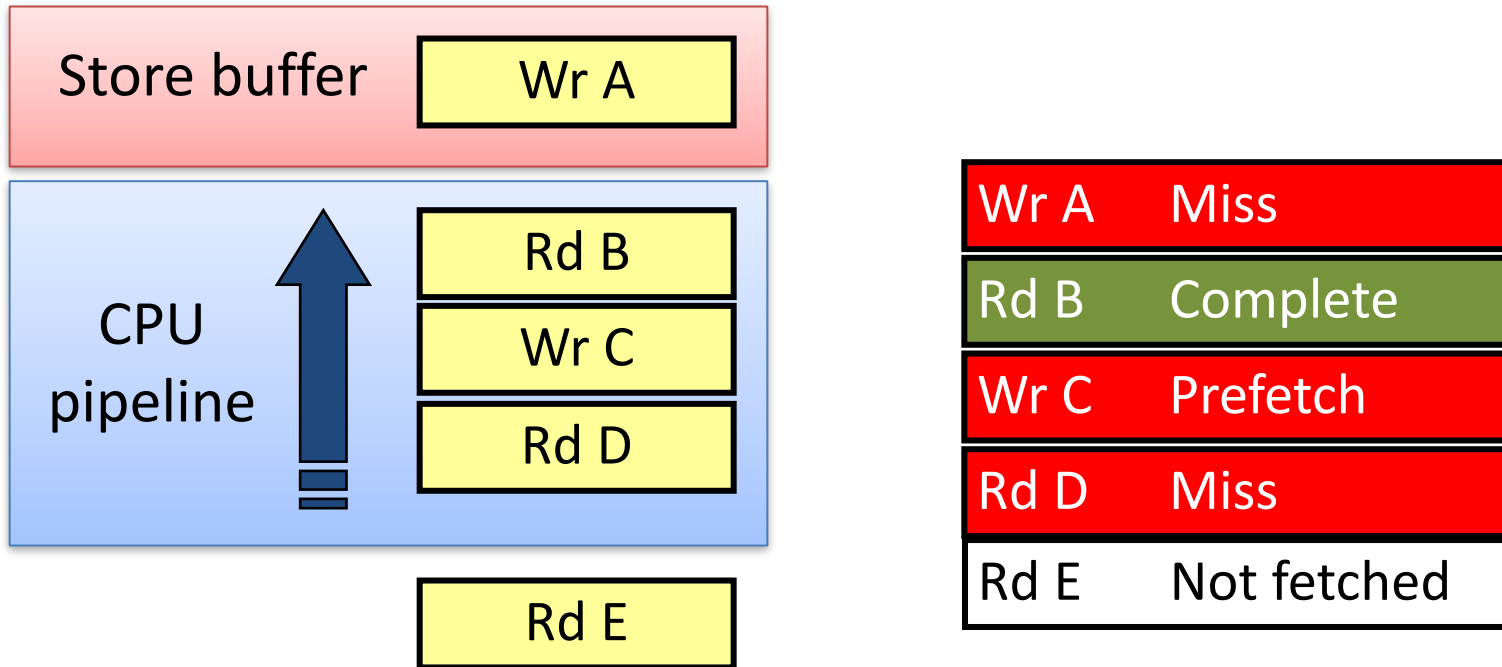 Store buffer
Wr A
CPU
pipeline
Rd B
Wr C
Rd D
Rd E
Wr A Miss
Rd B Complete
Wr C Prefetch
Rd D Miss
Rd E Not fetched